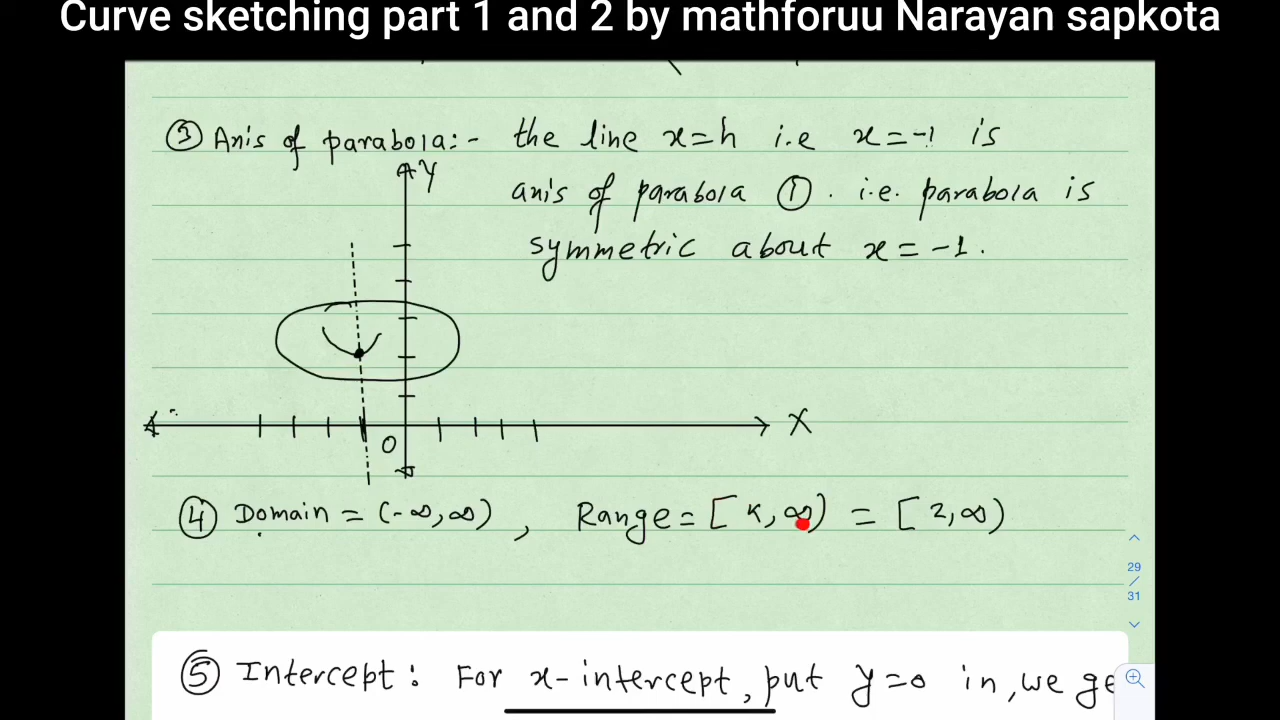 Curve sketching part 1 and 2 by mathforuu Narayan sapkota
③ Axis of parabola:- the line x=h i.e x=-1 is
axis of parabola ①. i.e. parabola is
symmetric about x = -1.
Y
X
O
④ Domain = (-∞,∞), Range = [k,∞) = [2,∞)
29
/
31
⑤ Intercept: For x-intercept, put y=0 in, we ge